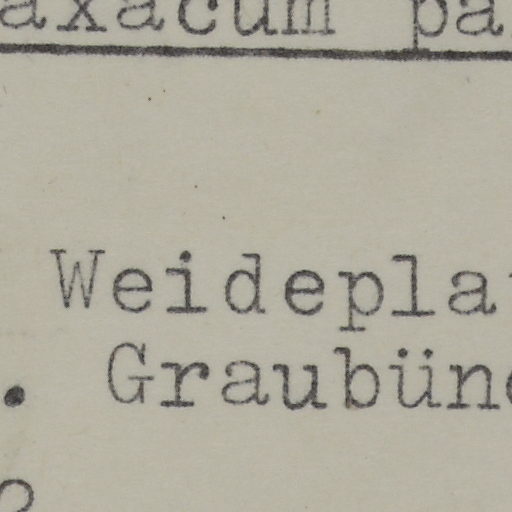 axacum pa
Weidepla
. Graubün